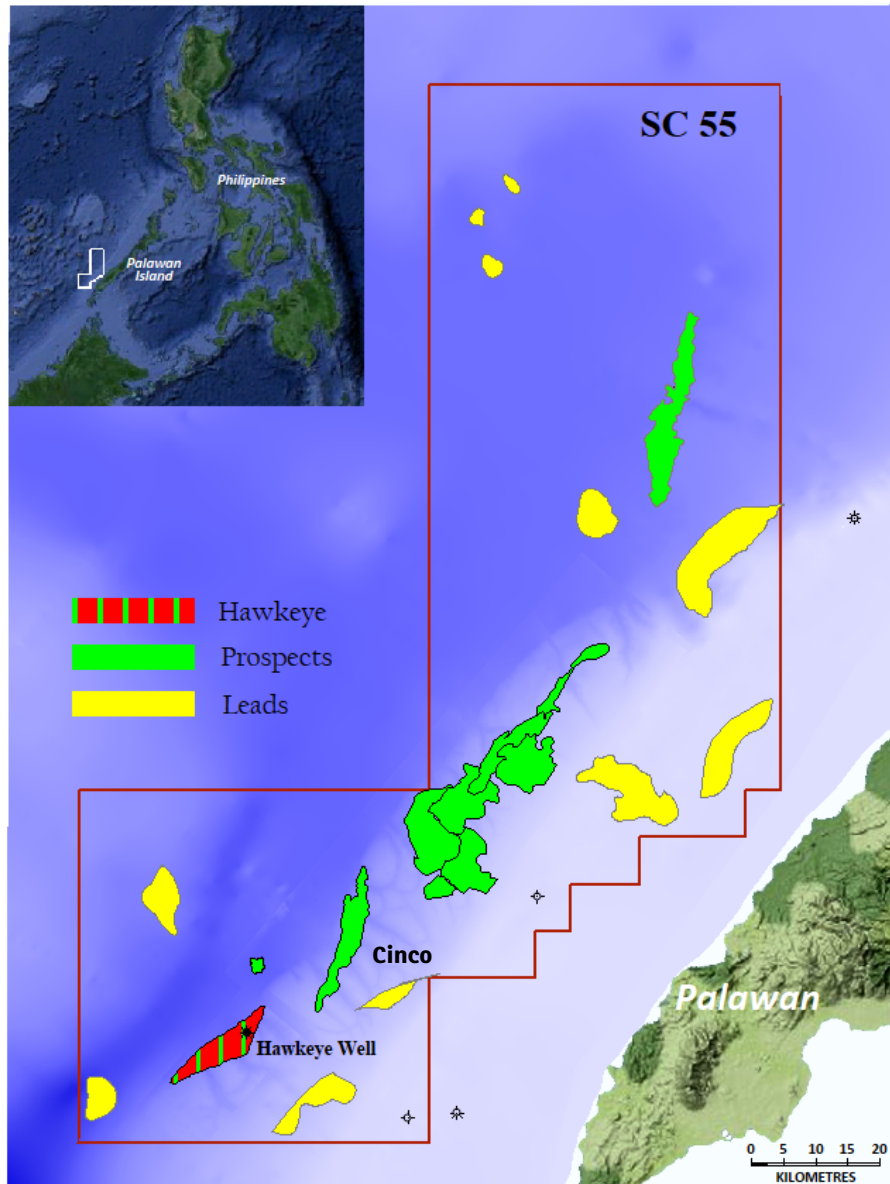 SC 55
Philippines
Palawan
Island
Hawkeye
Prospects
Leads
Cinco
Hawkeye Well
Palawan
0 5 10 15 20
KILOMETRES